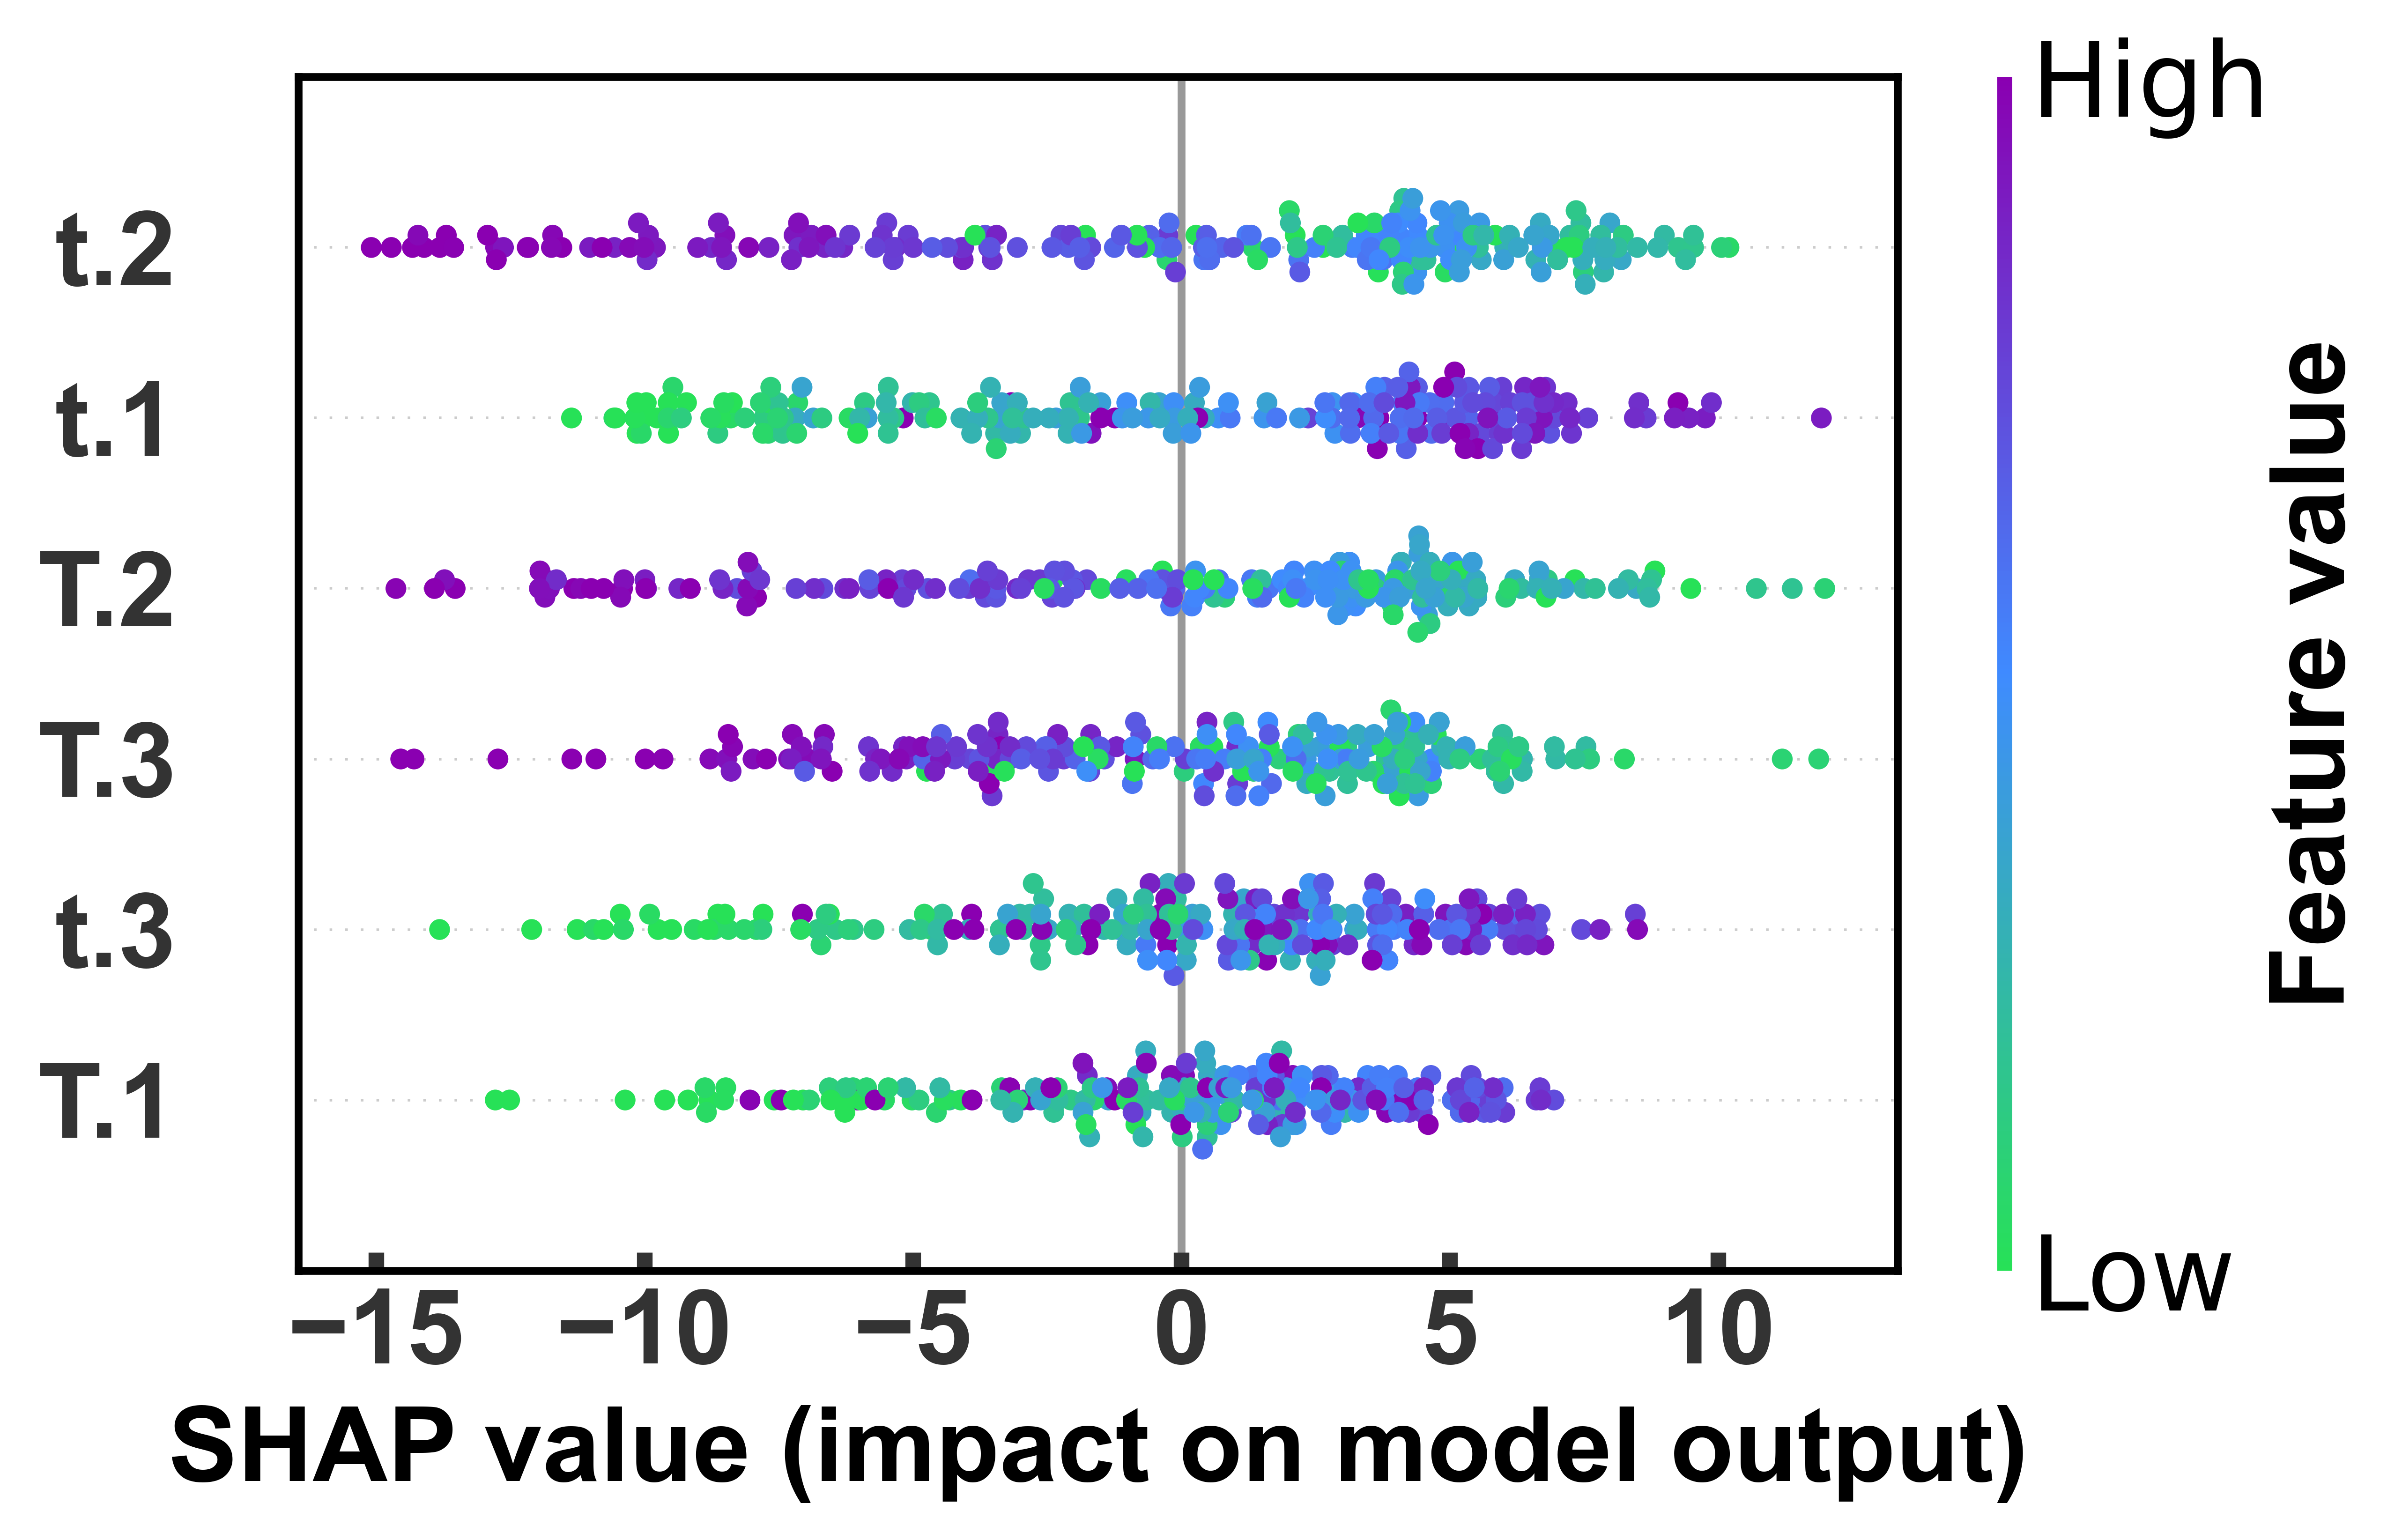 High
t.2
t.1
T.2
T.3
t.3
T.1
Low
Feature value
−15 −10 −5 0 5 10
SHAP value (impact on model output)